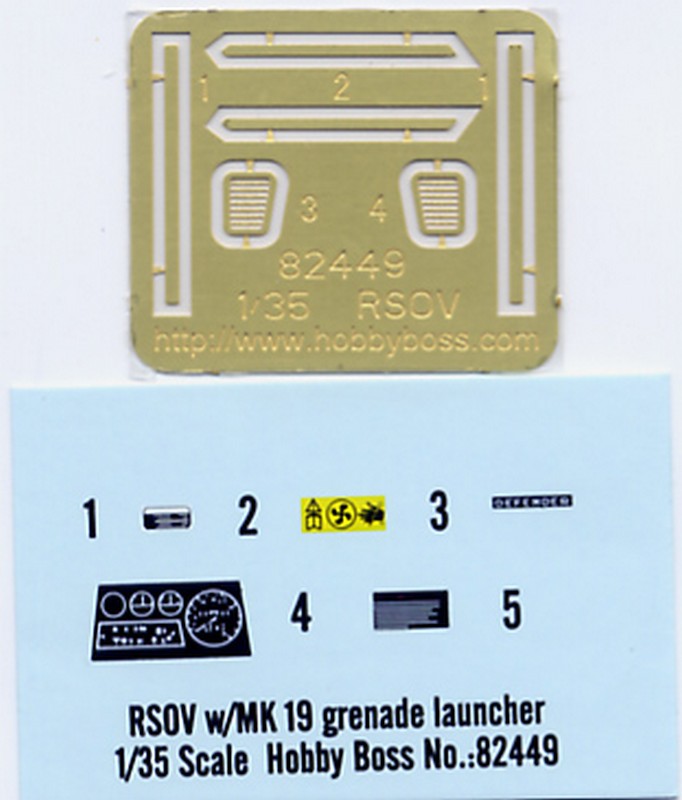 1 2 1
3 4
82449
1/35 RSOV
http://www.hobbyboss.com
1 2 3 DEFENDER
4 5
RSOV w/MK 19 grenade launcher
1/35 Scale Hobby Boss No.:82449